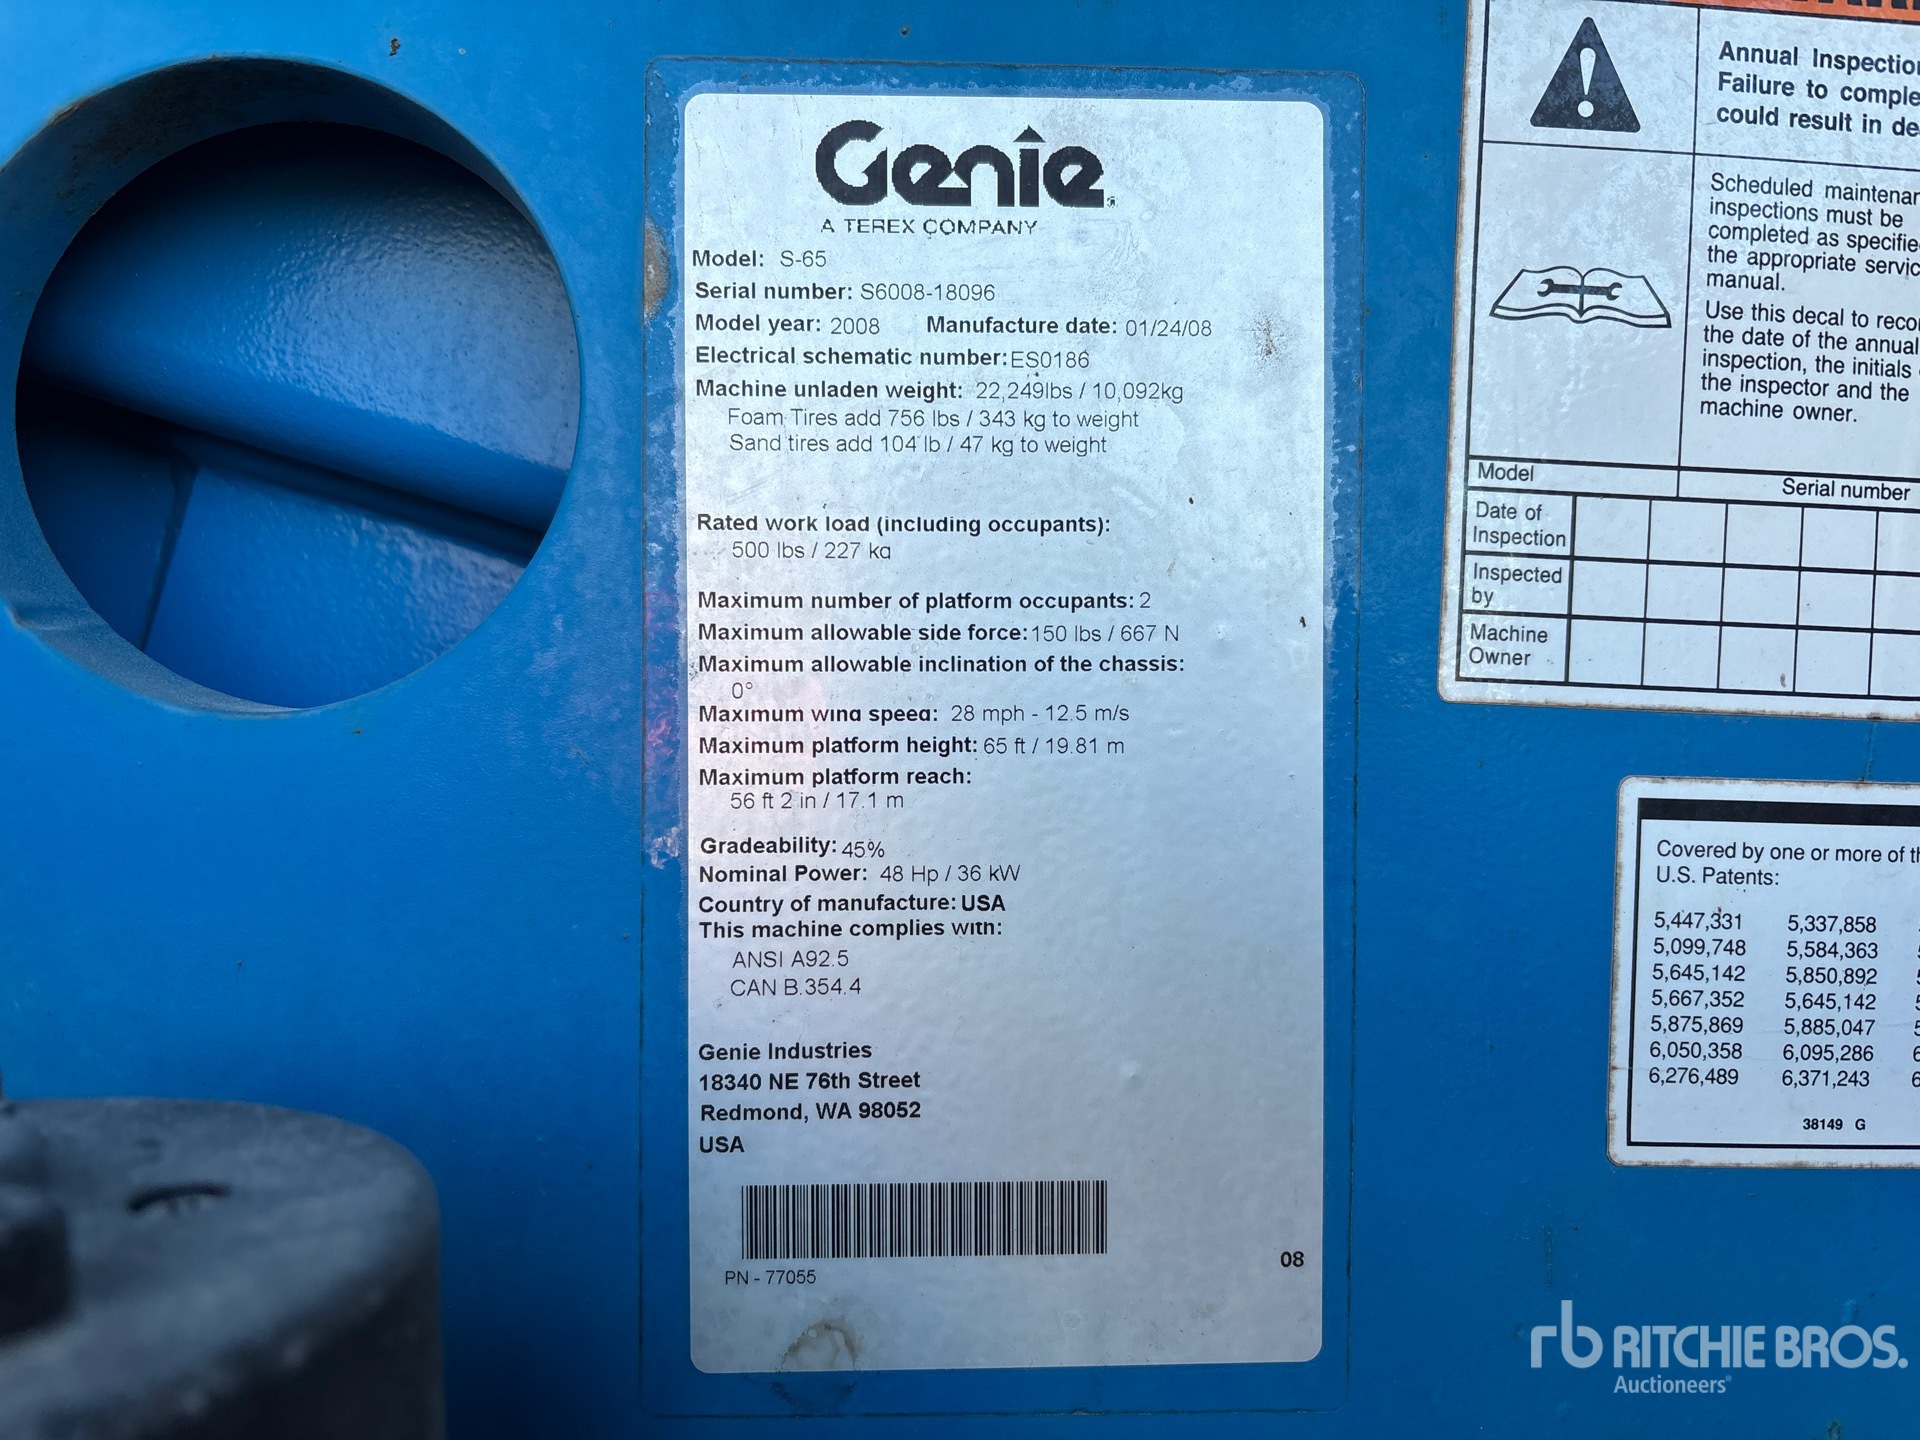 Genie
A TEREX COMPANY
Model: S-65
Serial number: S6008-18096
Model year: 2008 Manufacture date: 01/24/08
Electrical schematic number: ES0186
Machine unladen weight: 22,249lbs / 10,092kg
Foam Tires add 756 lbs / 343 kg to weight
Sand tires add 104 lb / 47 kg to weight
Rated work load (including occupants):
500 lbs / 227 kg
Maximum number of platform occupants: 2
Maximum allowable side force: 150 lbs / 667 N
Maximum allowable inclination of the chassis:
0°
Maximum wind speed: 28 mph - 12.5 m/s
Maximum platform height: 65 ft / 19.81 m
Maximum platform reach:
56 ft 2 in / 17.1 m
Gradeability: 45%
Nominal Power: 48 Hp / 36 kW
Country of manufacture: USA
This machine complies with:
ANSI A92.5
CAN B.354.4
Genie Industries
18340 NE 76th Street
Redmond, WA 98052
USA
PN - 77055
08
Annual Inspection
Failure to
could result in
Scheduled
inspections must be
completed as
the appropriate
manual.
Use this decal to
the date of the annual
inspection, the initials
the inspector and the
machine owner.
Model
Serial number
Date of
Inspection
Inspected
by
Machine
Owner
Covered by one or more of
U.S. Patents:
5,447,331 5,337,858
5,099,748 5,584,363
5,645,142 5,850,892
5,667,352 5,645,142
5,875,869 5,885,047
6,050,358 6,095,286
6,276,489 6,371,243
38149 G
rb RITCHIE BROS.
Auctioneers